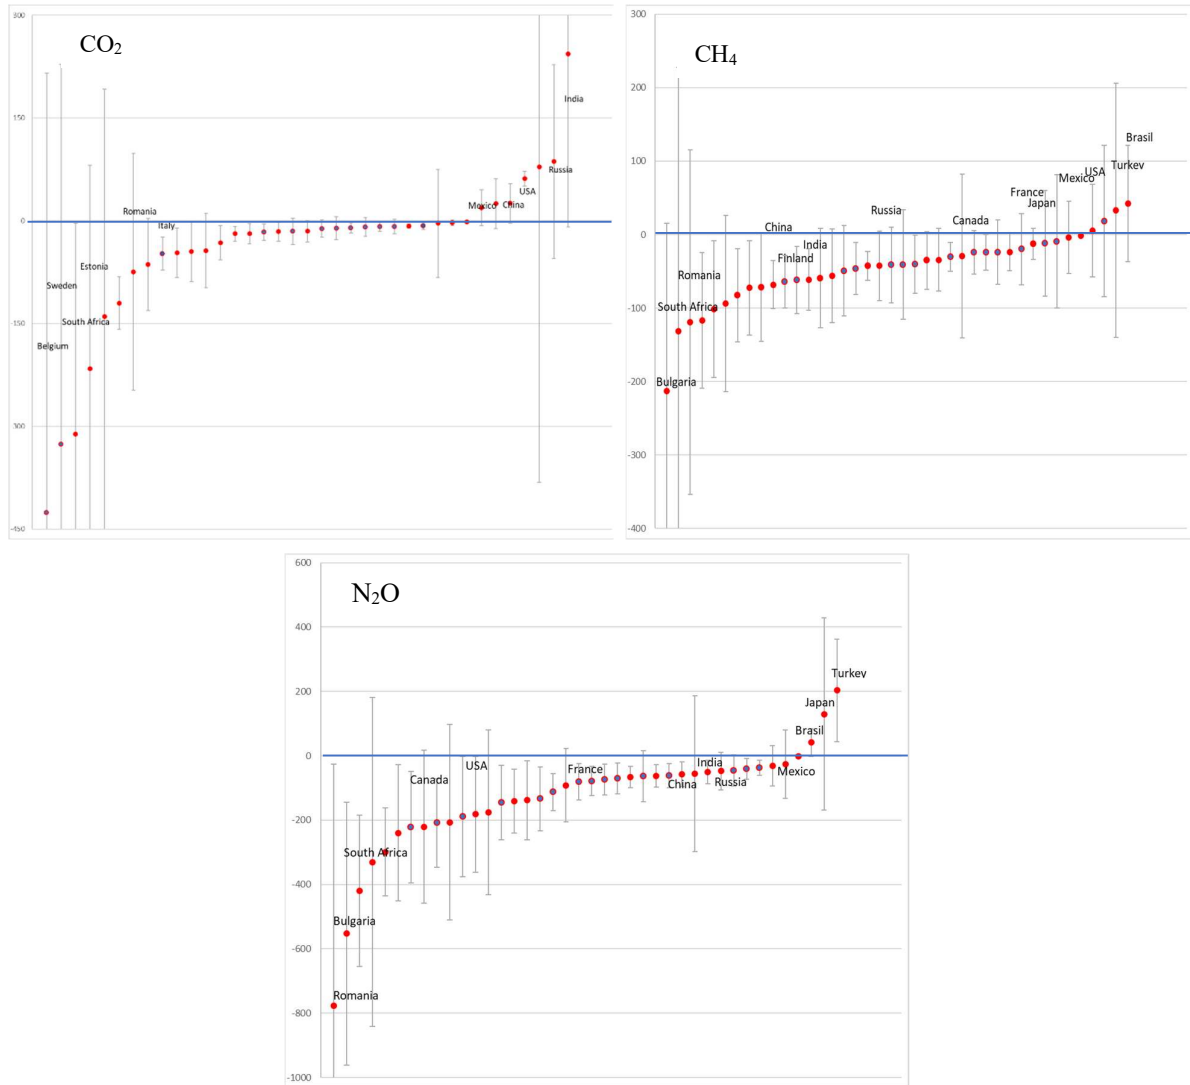 CO₂
300
150
0
-150
300
-450
India
Russia
USA
Mexico
China
Romania
Italy
Estonia
Sweden
South Africa
Belgium
CH₄
300
200
100
0
-100
-200
-300
-400
Brasil
Turkev
USA
Mexico
France
Japan
Canada
Russia
China
India
Finland
Romania
South Africa
Bulgaria
N₂O
600
400
200
0
-200
-400
-600
-800
-1000
Turkev
Japan
Brasil
Mexico
India
Russia
China
France
USA
Canada
South Africa
Bulgaria
Romania